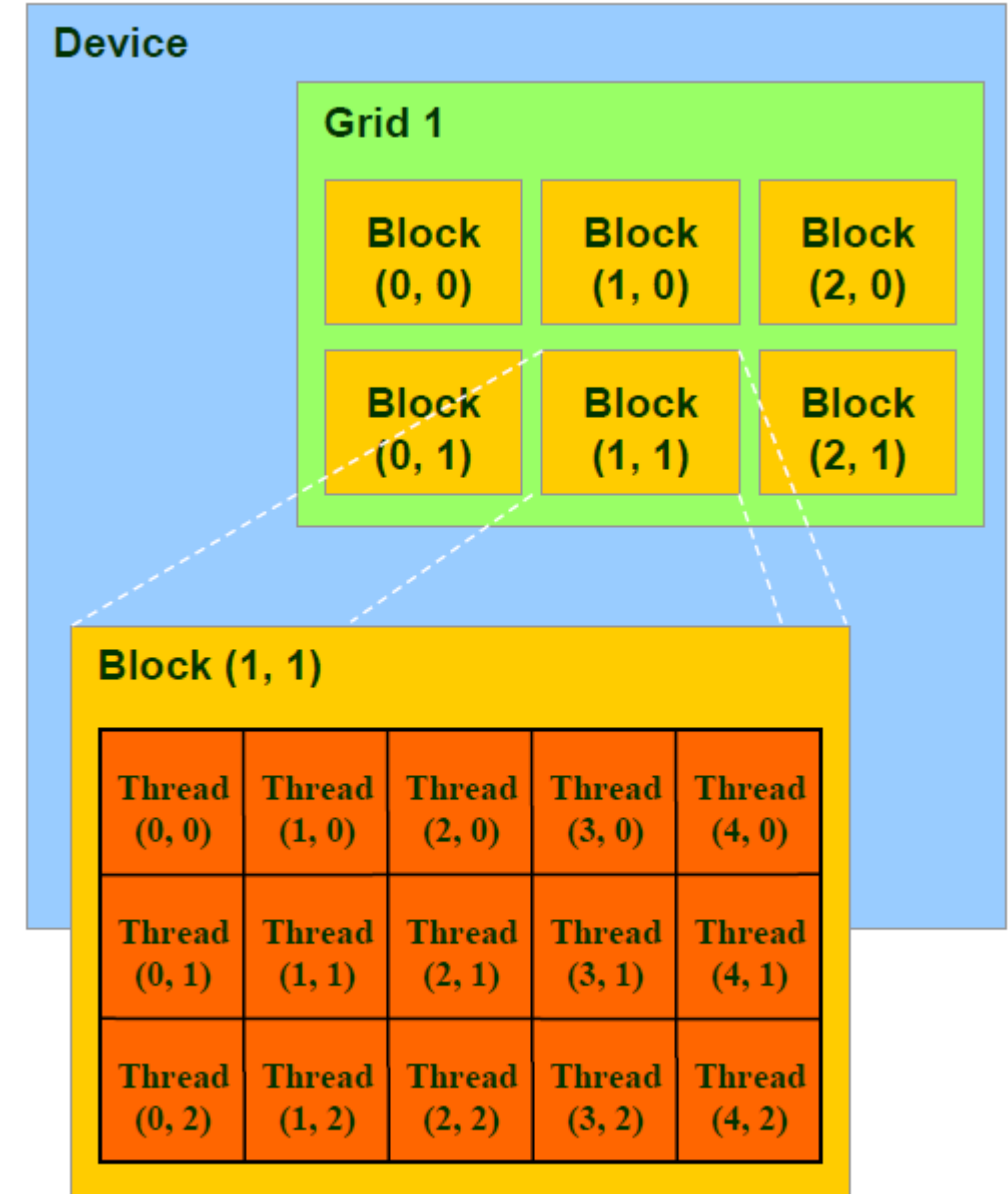 Device
Grid 1
Block Block Block
(0, 0) (1, 0) (2, 0)
Block Block Block
(0, 1) (1, 1) (2, 1)
Block (1, 1)
Thread Thread Thread Thread Thread
(0, 0) (1, 0) (2, 0) (3, 0) (4, 0)
Thread Thread Thread Thread Thread
(0, 1) (1, 1) (2, 1) (3, 1) (4, 1)
Thread Thread Thread Thread Thread
(0, 2) (1, 2) (2, 2) (3, 2) (4, 2)